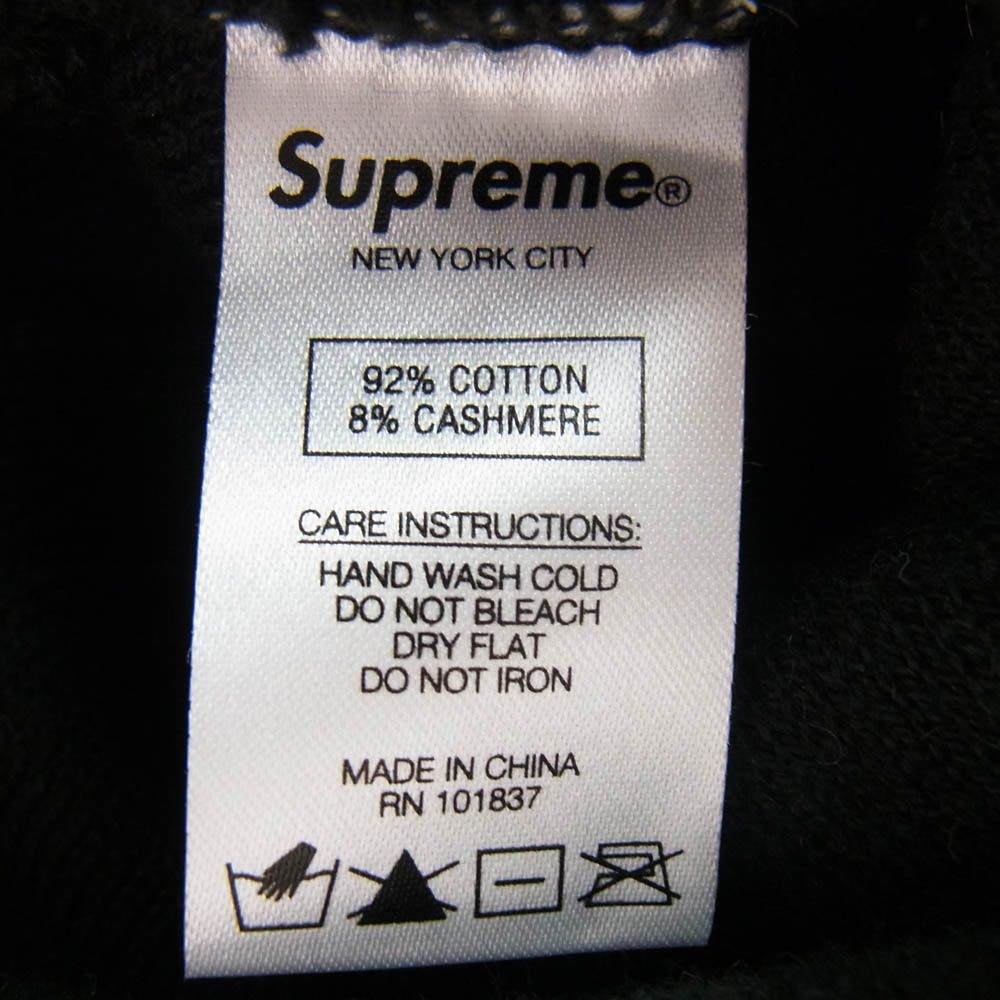 Supreme®
NEW YORK CITY
92% COTTON
8% CASHMERE
CARE INSTRUCTIONS:
HAND WASH COLD
DO NOT BLEACH
DRY FLAT
DO NOT IRON
MADE IN CHINA
RN 101837